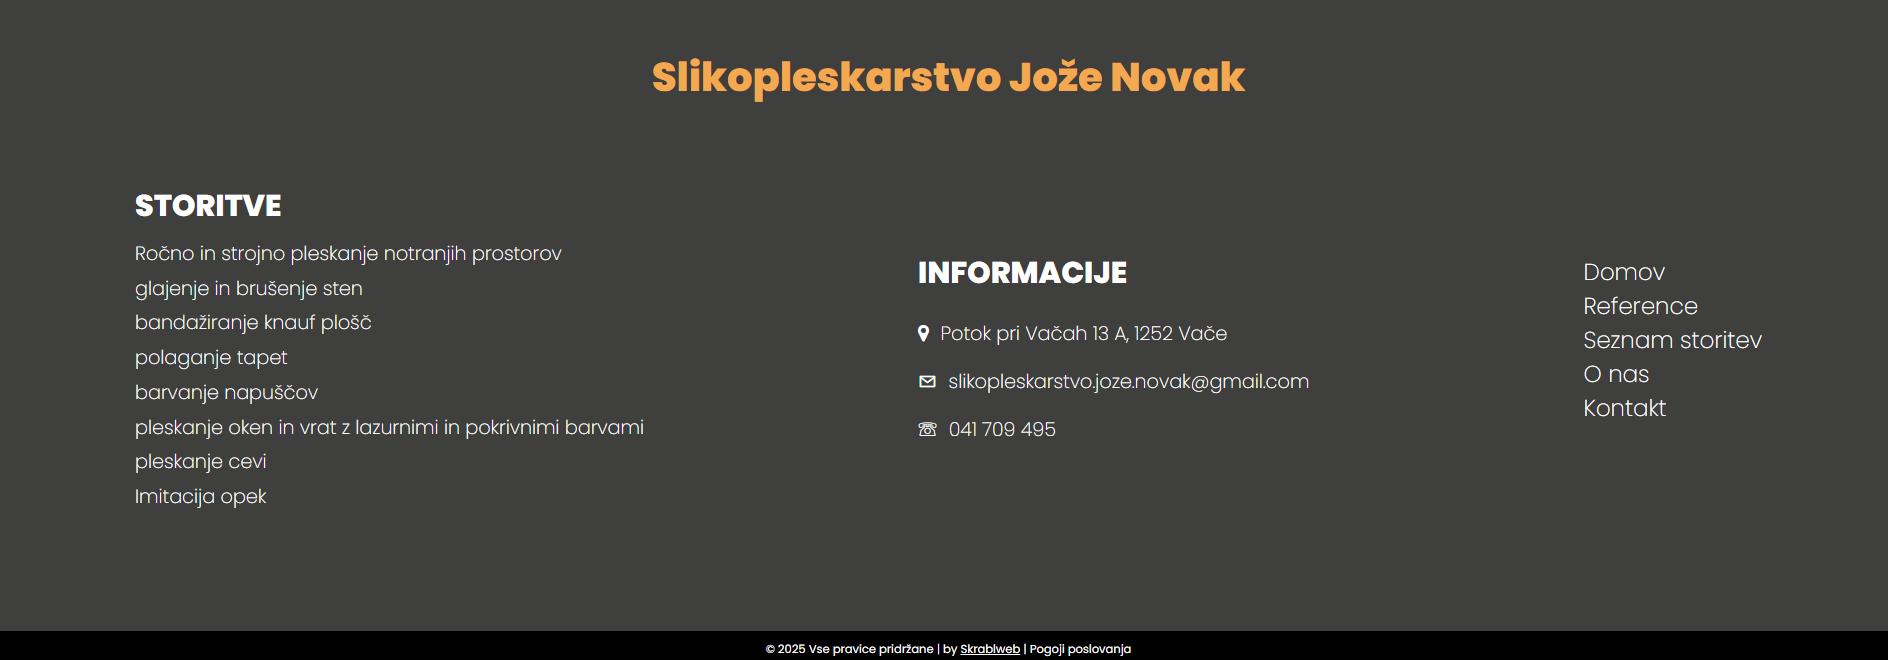 Slikopleskarstvo Jože Novak
STORITVE
Ročno in strojno pleskanje notranjih prostorov
glajenje in brušenje sten
bandažiranje knauf plošč
polaganje tapet
barvanje napuščov
pleskanje oken in vrat z lazurnimi in pokrivnimi barvami
pleskanje cevi
Imitacija opek
INFORMACIJE
Potok pri Vačah 13 A, 1252 Vače
slikopleskarstvo.joze.novak@gmail.com
041 709 495
Domov
Reference
Seznam storitev
O nas
Kontakt
© 2025 Vse pravice pridržane | by Skrablweb | Pogoji poslovanja